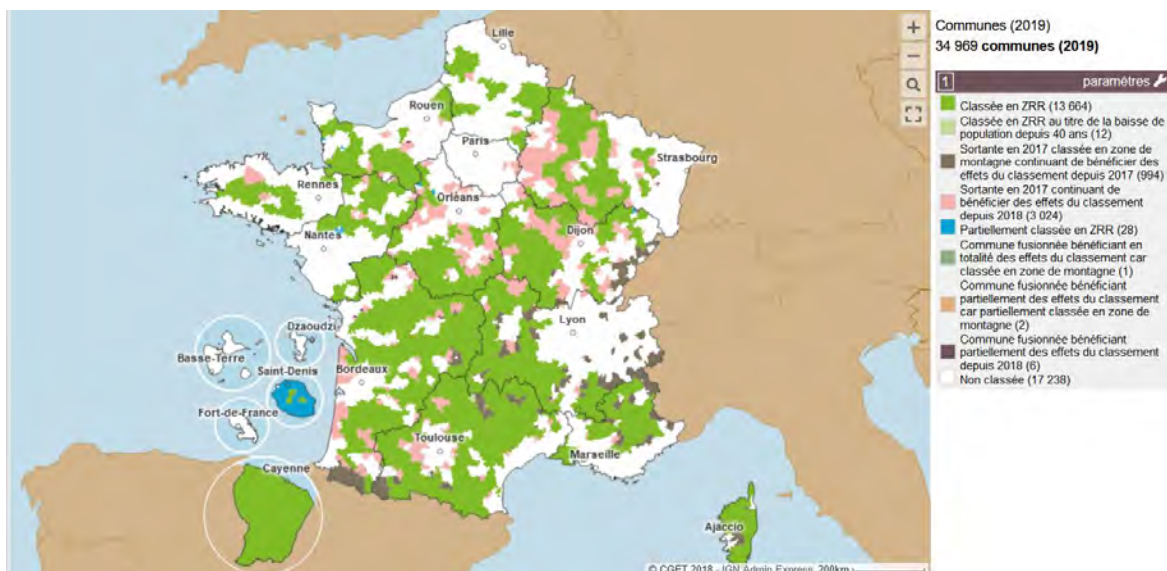 Lille
Rouen
Paris
Strasbourg
Rennes
Orléans
Nantes
Dijon
Lyon
Dzaoudzi
Basse-Terre
Saint-Denis
Bordeaux
Fort-de-France
Toulouse
Marseille
Cayenne
Ajaccio
© CGET 2018 - IGN Admin Express 200km
+
−
Communes (2019)
34 969 communes (2019)
1 paramètres
Classée en ZRR (13 664)
Classée en ZRR au titre de la baisse de
population depuis 40 ans (12)
Sortante en 2017 classée en zone de
montagne continuant de bénéficier des
effets du classement depuis 2017 (994)
Sortante en 2017 continuant de
bénéficier des effets du classement
depuis 2018 (3 024)
Partiellement classée en ZRR (28)
Commune fusionnée bénéficiant en
totalité des effets du classement car
classée en zone de montagne (1)
Commune fusionnée bénéficiant
partiellement des effets du classement
car partiellement classée en zone de
montagne (2)
Commune fusionnée bénéficiant
partiellement des effets du classement
depuis 2018 (6)
Non classée (17 238)